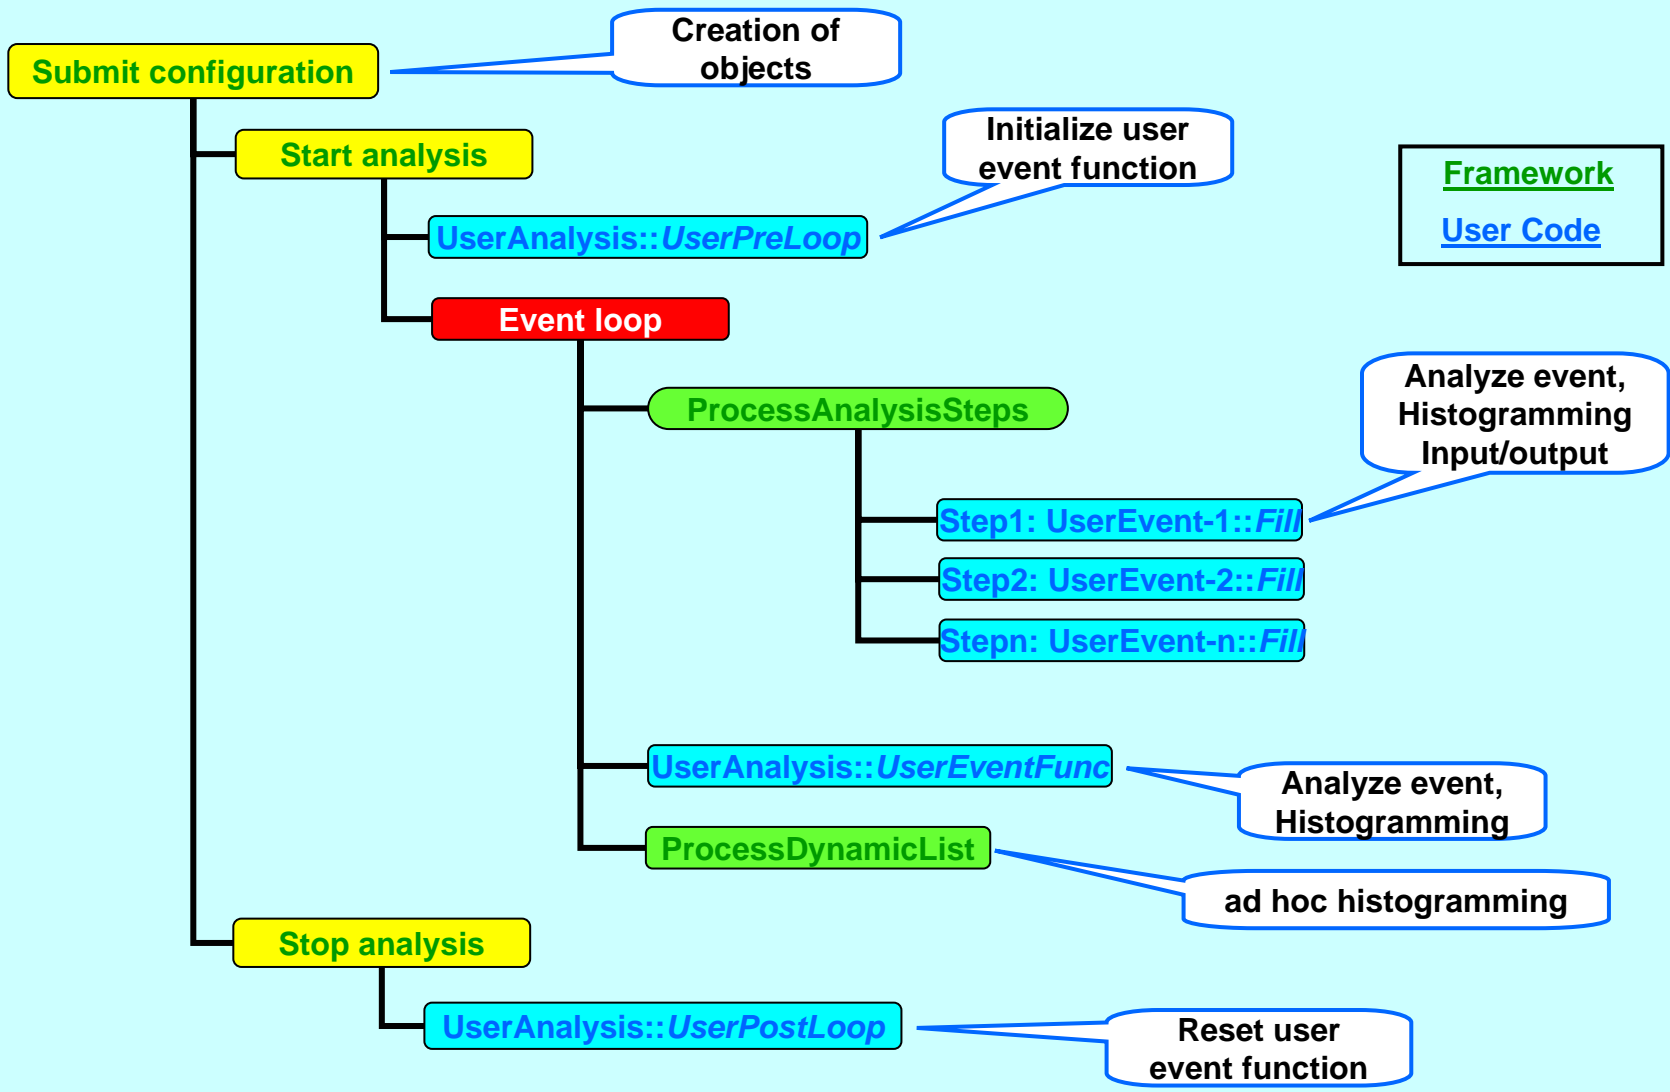 Creation of
objects
Submit configuration
Start analysis
Initialize user
event function
Framework
User Code
UserAnalysis::UserPreLoop
Event loop
ProcessAnalysisSteps
Analyze event,
Histogramming
Input/output
Step1: UserEvent-1::Fill
Step2: UserEvent-2::Fill
Stepn: UserEvent-n::Fill
UserAnalysis::UserEventFunc
Analyze event,
Histogramming
ProcessDynamicList
ad hoc histogramming
Stop analysis
UserAnalysis::UserPostLoop
Reset user
event function